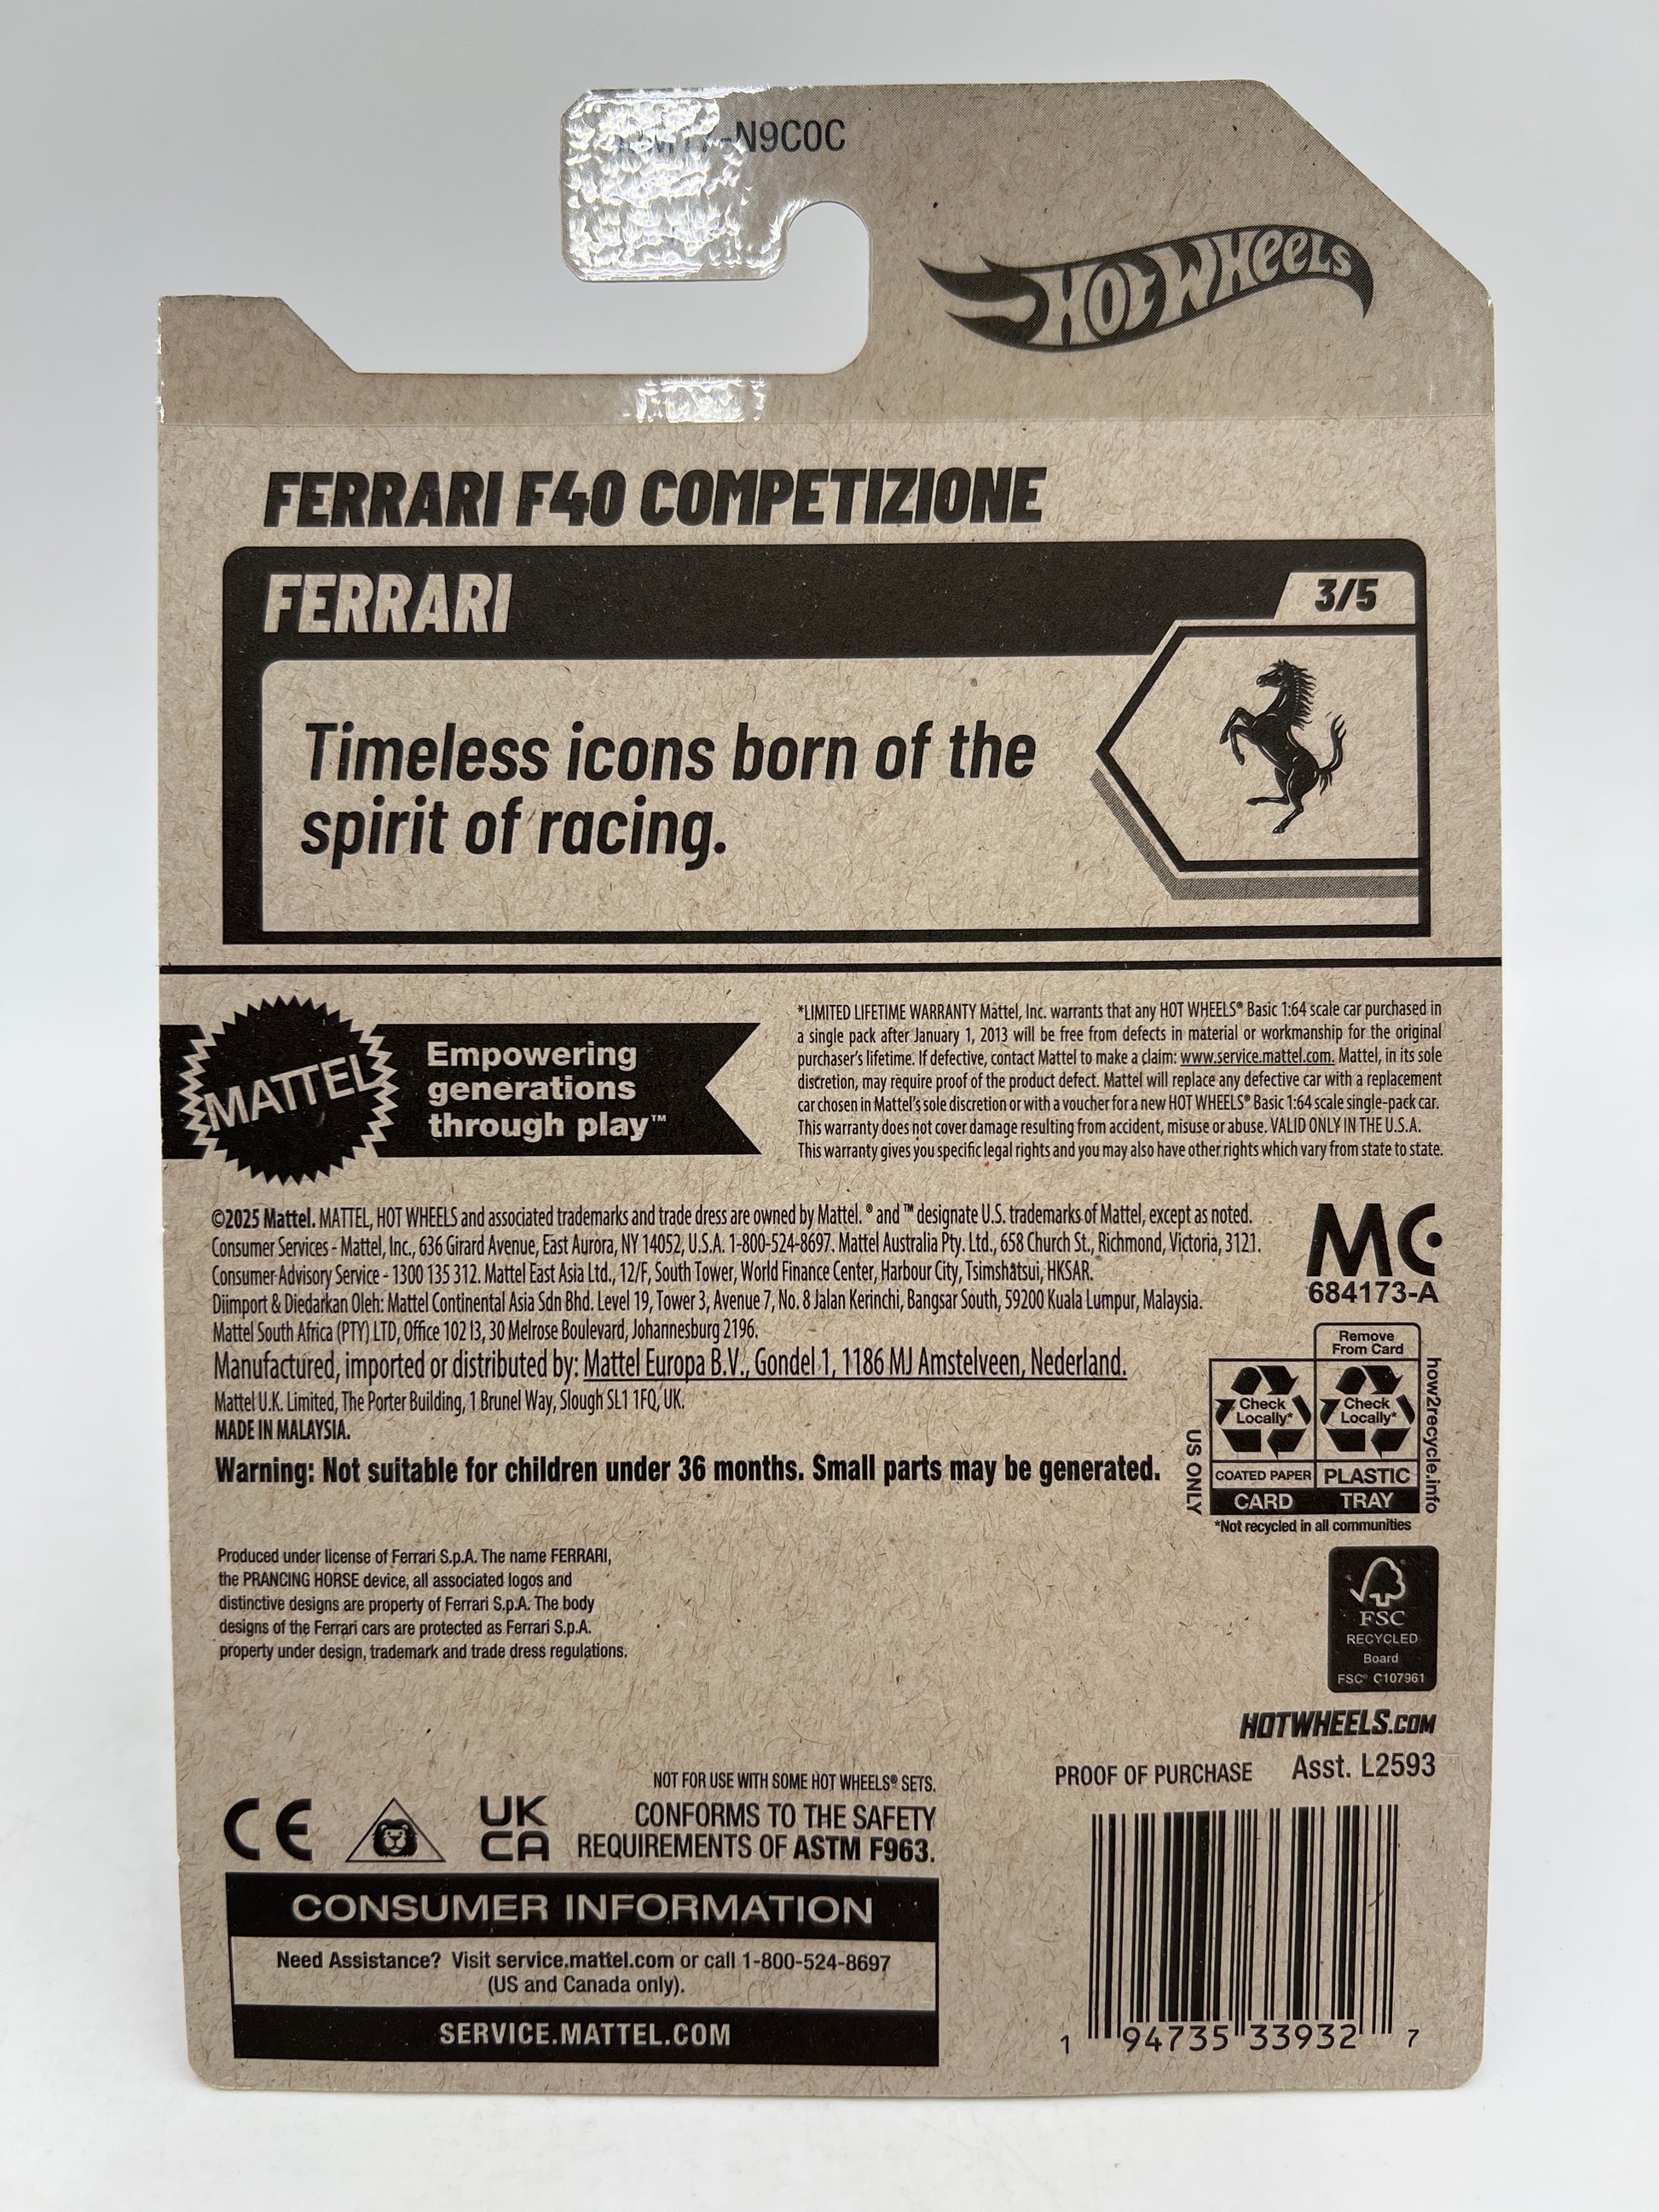 -N9C0C
HOT WHEELS
FERRARI F40 COMPETIZIONE
FERRARI
3/5
Timeless icons born of the
spirit of racing.
MATTEL
Empowering
generations
through play™
*LIMITED LIFETIME WARRANTY Mattel, Inc. warrants that any HOT WHEELS® Basic 1:64 scale car purchased in
a single pack after January 1, 2013 will be free from defects in material or workmanship for the original
purchaser's lifetime. If defective, contact Mattel to make a claim: www.service.mattel.com. Mattel, in its sole
discretion, may require proof of the product defect. Mattel will replace any defective car with a replacement
car chosen in Mattel's sole discretion or with a voucher for a new HOT WHEELS® Basic 1:64 scale single-pack car.
This warranty does not cover damage resulting from accident, misuse or abuse. VALID ONLY IN THE U.S.A.
This warranty gives you specific legal rights and you may also have other rights which vary from state to state.
©2025 Mattel. MATTEL, HOT WHEELS and associated trademarks and trade dress are owned by Mattel. ® and ™ designate U.S. trademarks of Mattel, except as noted.
Consumer Services - Mattel, Inc., 636 Girard Avenue, East Aurora, NY 14052, U.S.A. 1-800-524-8697. Mattel Australia Pty. Ltd., 658 Church St., Richmond, Victoria, 3121.
Consumer Advisory Service - 1300 135 312. Mattel East Asia Ltd., 12/F, South Tower, World Finance Center, Harbour City, Tsimshatsui, HKSAR.
Diimport & Diedarkan Oleh: Mattel Continental Asia Sdn Bhd. Level 19, Tower 3, Avenue 7, No. 8 Jalan Kerinchi, Bangsar South, 59200 Kuala Lumpur, Malaysia.
Mattel South Africa (PTY) LTD, Office 102 I3, 30 Melrose Boulevard, Johannesburg 2196.
Manufactured, imported or distributed by: Mattel Europa B.V., Gondel 1, 1186 MJ Amstelveen, Nederland.
Mattel U.K. Limited, The Porter Building, 1 Brunel Way, Slough SL1 1FQ, UK.
MADE IN MALAYSIA.
Warning: Not suitable for children under 36 months. Small parts may be generated.
MC
684173-A
Remove
From Card
Check
Locally*
Check
Locally*
COATED PAPER
PLASTIC
CARD
TRAY
US ONLY
how2recycle.info
*Not recycled in all communities
Produced under license of Ferrari S.p.A. The name FERRARI,
the PRANCING HORSE device, all associated logos and
distinctive designs are property of Ferrari S.p.A. The body
designs of the Ferrari cars are protected as Ferrari S.p.A.
property under design, trademark and trade dress regulations.
FSC
RECYCLED
Board
FSC® C107961
HOTWHEELS.COM
PROOF OF PURCHASE Asst. L2593
NOT FOR USE WITH SOME HOT WHEELS® SETS.
CONFORMS TO THE SAFETY
REQUIREMENTS OF ASTM F963.
CE
UK
CA
CONSUMER INFORMATION
Need Assistance? Visit service.mattel.com or call 1-800-524-8697
(US and Canada only).
SERVICE.MATTEL.COM
1 94735 33932 7